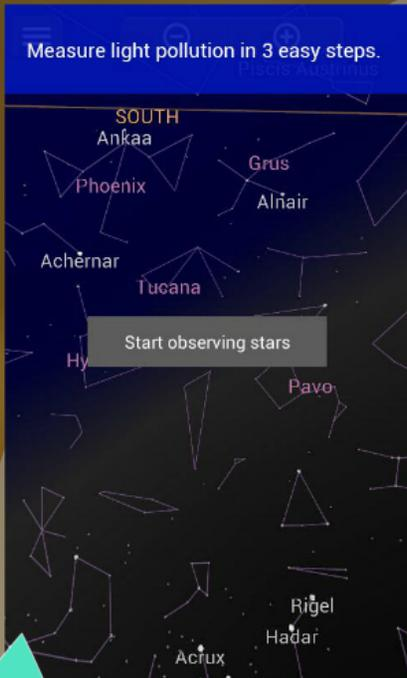 Measure light pollution in 3 easy steps.
Piscis Austrinus
SOUTH
Ankaa
Grus
Phoenix
Alnair
Achernar
Tucana
Start observing stars
Hy
Pavo
Rigel
Hadar
Acrux